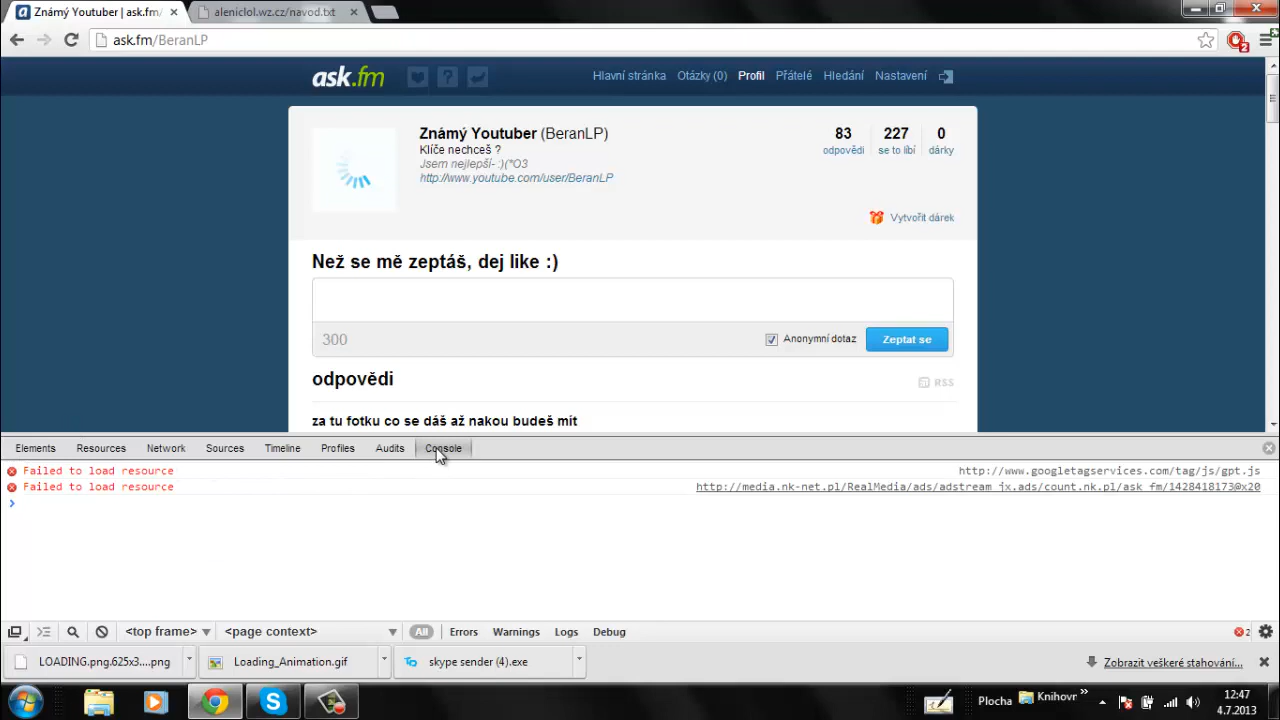 Známý Youtuber | ask.fm/
aleniclol.wz.cz/navod.txt
ask.fm/BeranLP
2
ask.fm
Hlavní stránka Otázky (0) Profil Přátelé Hledání Nastavení
Známý Youtuber (BeranLP)
83 227 0
Klíče nechceš ?
odpovědi se to líbí dárky
Jsem nejlepší- :)(*O3
http://www.youtube.com/user/BeranLP
Vytvořit dárek
Než se mě zeptáš, dej like :)
300
Anonymní dotaz
Zeptat se
odpovědi
RSS
za tu fotku co se dáš až nakou budeš mít
Elements Resources Network Sources Timeline Profiles Audits Console
Failed to load resource http://www.googletagservices.com/tag/js/gpt.js
Failed to load resource http://media.nk-net.pl/RealMedia/ads/adstream_jx.ads/count.nk.pl/ask_fm/1428418173@x20
<top frame> <page context> All Errors Warnings Logs Debug 2
LOADING.png.625x3....png Loading_Animation.gif skype sender (4).exe Zobrazit veškeré stahování...
Plocha Knihovr
12:47
4.7.2013